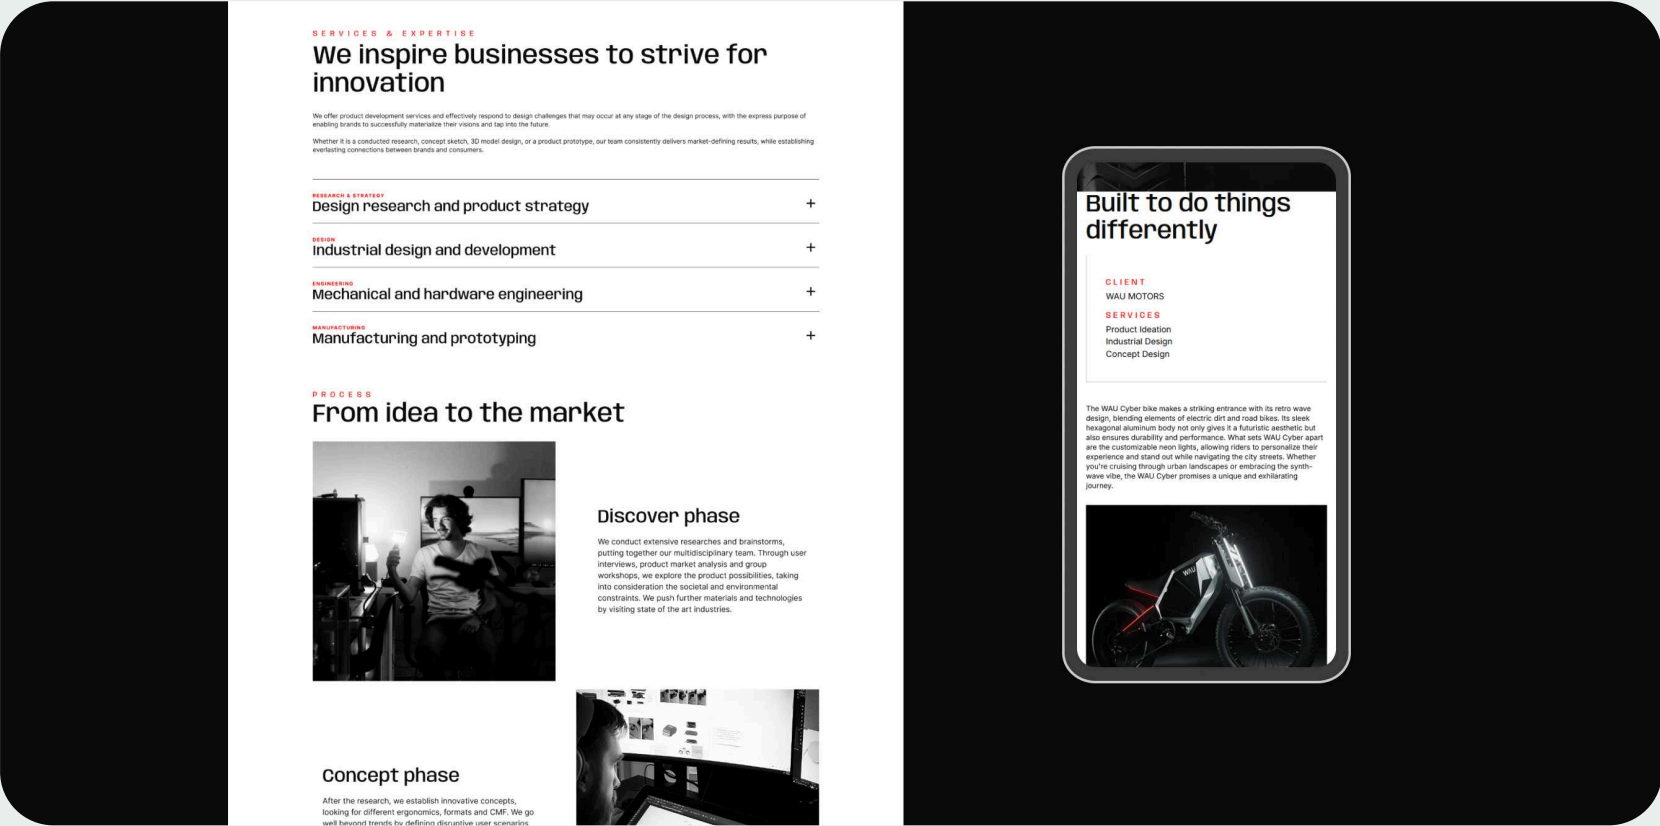 SERVICES & EXPERTISE
We inspire businesses to strive for
innovation
We offer product development services and effectively respond to design challenges that may occur at any stage of the design process, with the express purpose of
enabling brands to successfully materialize their visions and tap into the future.
Whether it is a conducted research, concept sketch, 3D model design, or a product prototype, our team consistently delivers market-defining results, while establishing
everlasting connections between brands and consumers.
RESEARCH & STRATEGY
Design research and product strategy
+
DESIGN
Industrial design and development
+
ENGINEERING
Mechanical and hardware engineering
+
MANUFACTURING
Manufacturing and prototyping
+
PROCESS
From idea to the market
Discover phase
We conduct extensive researches and brainstorms,
putting together our multidisciplinary team. Through user
interviews, product market analysis and group
workshops, we explore the product possibilities, taking
into consideration the societal and environmental
constraints. We push further materials and technologies
by visiting state of the art industries.
Concept phase
After the research, we establish innovative concepts,
looking for different ergonomics, formats and CMF. We go
well beyond trends by defining disruptive user scenarios
Built to do things
differently
CLIENT
WAU MOTORS
SERVICES
Product Ideation
Industrial Design
Concept Design
The WAU Cyber bike makes a striking entrance with its retro wave
design, blending elements of electric dirt and road bikes. Its sleek
hexagonal aluminum body not only gives it a futuristic aesthetic but
also ensures durability and performance. What sets WAU Cyber apart
are the customizable neon lights, allowing riders to personalize their
experience and stand out while navigating the city streets. Whether
you're cruising through urban landscapes or embracing the synth-
wave vibe, the WAU Cyber promises a unique and exhilarating
journey.
WAU